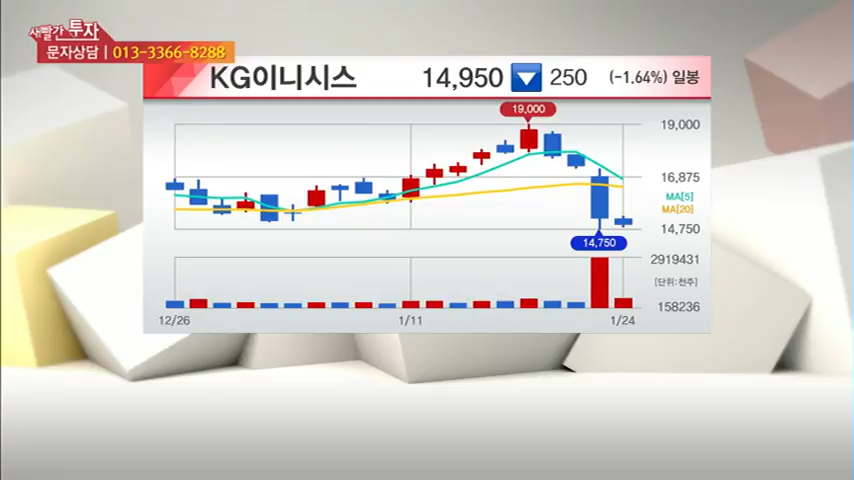 새빨간 투자
문자상담 | 013-3366-8288
KG이니시스 14,950 250 (-1.64%) 일봉
19,000
19,000
16,875
MA[5]
MA[20]
14,750
14,750
2919431
[단위:천주]
158236
12/26 1/11 1/24